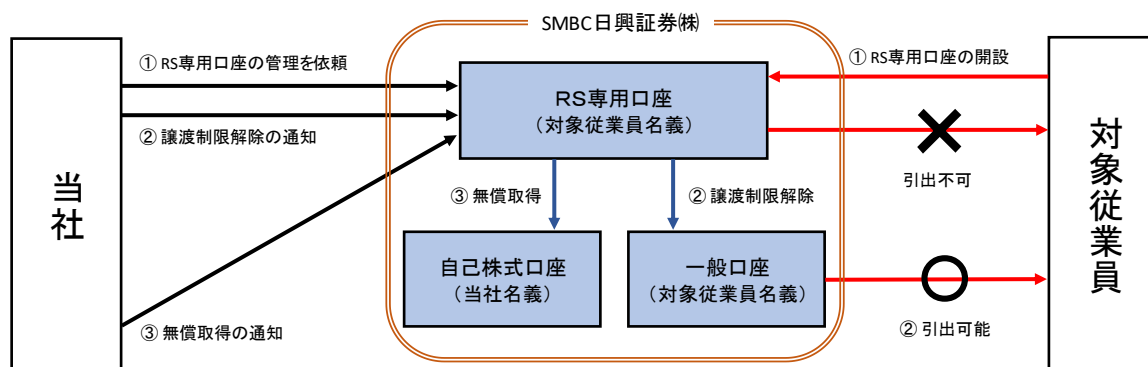 SMBC日興証券㈱
① RS専用口座の管理を依頼
① RS専用口座の開設
RS専用口座
（対象従業員名義）
② 譲渡制限解除の通知
引出不可
当社
対象従業員
③ 無償取得
② 譲渡制限解除
自己株式口座
（当社名義）
一般口座
（対象従業員名義）
③ 無償取得の通知
② 引出可能